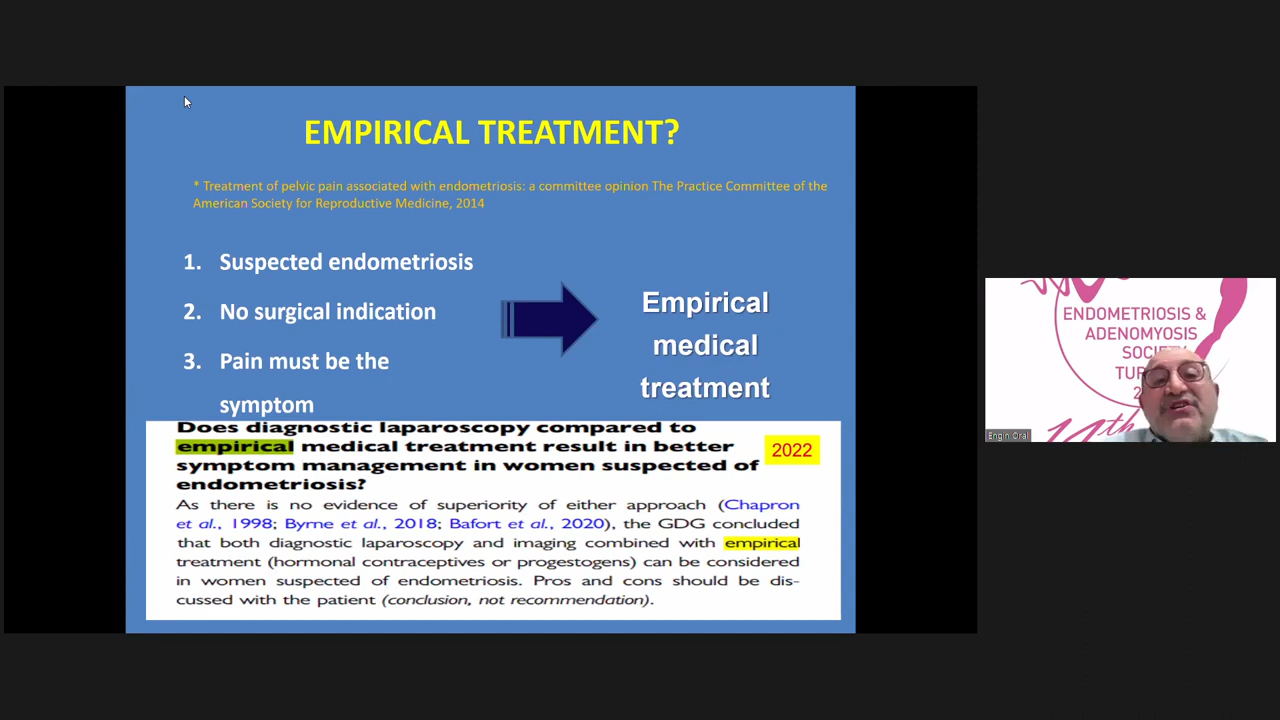 EMPIRICAL TREATMENT?
* Treatment of pelvic pain associated with endometriosis: a committee opinion The Practice Committee of the
American Society for Reproductive Medicine, 2014
1. Suspected endometriosis
2. No surgical indication
3. Pain must be the
symptom
Empirical
medical
treatment
Does diagnostic laparoscopy compared to
empirical medical treatment result in better
symptom management in women suspected of
endometriosis?
2022
As there is no evidence of superiority of either approach (Chapron
et al., 1998; Byrne et al., 2018; Bafort et al., 2020), the GDG concluded
that both diagnostic laparoscopy and imaging combined with empirical
treatment (hormonal contraceptives or progestogens) can be considered
in women suspected of endometriosis. Pros and cons should be dis-
cussed with the patient (conclusion, not recommendation).
ENDOMETRIOSIS &
ADENOMYOSIS
Engin Oral